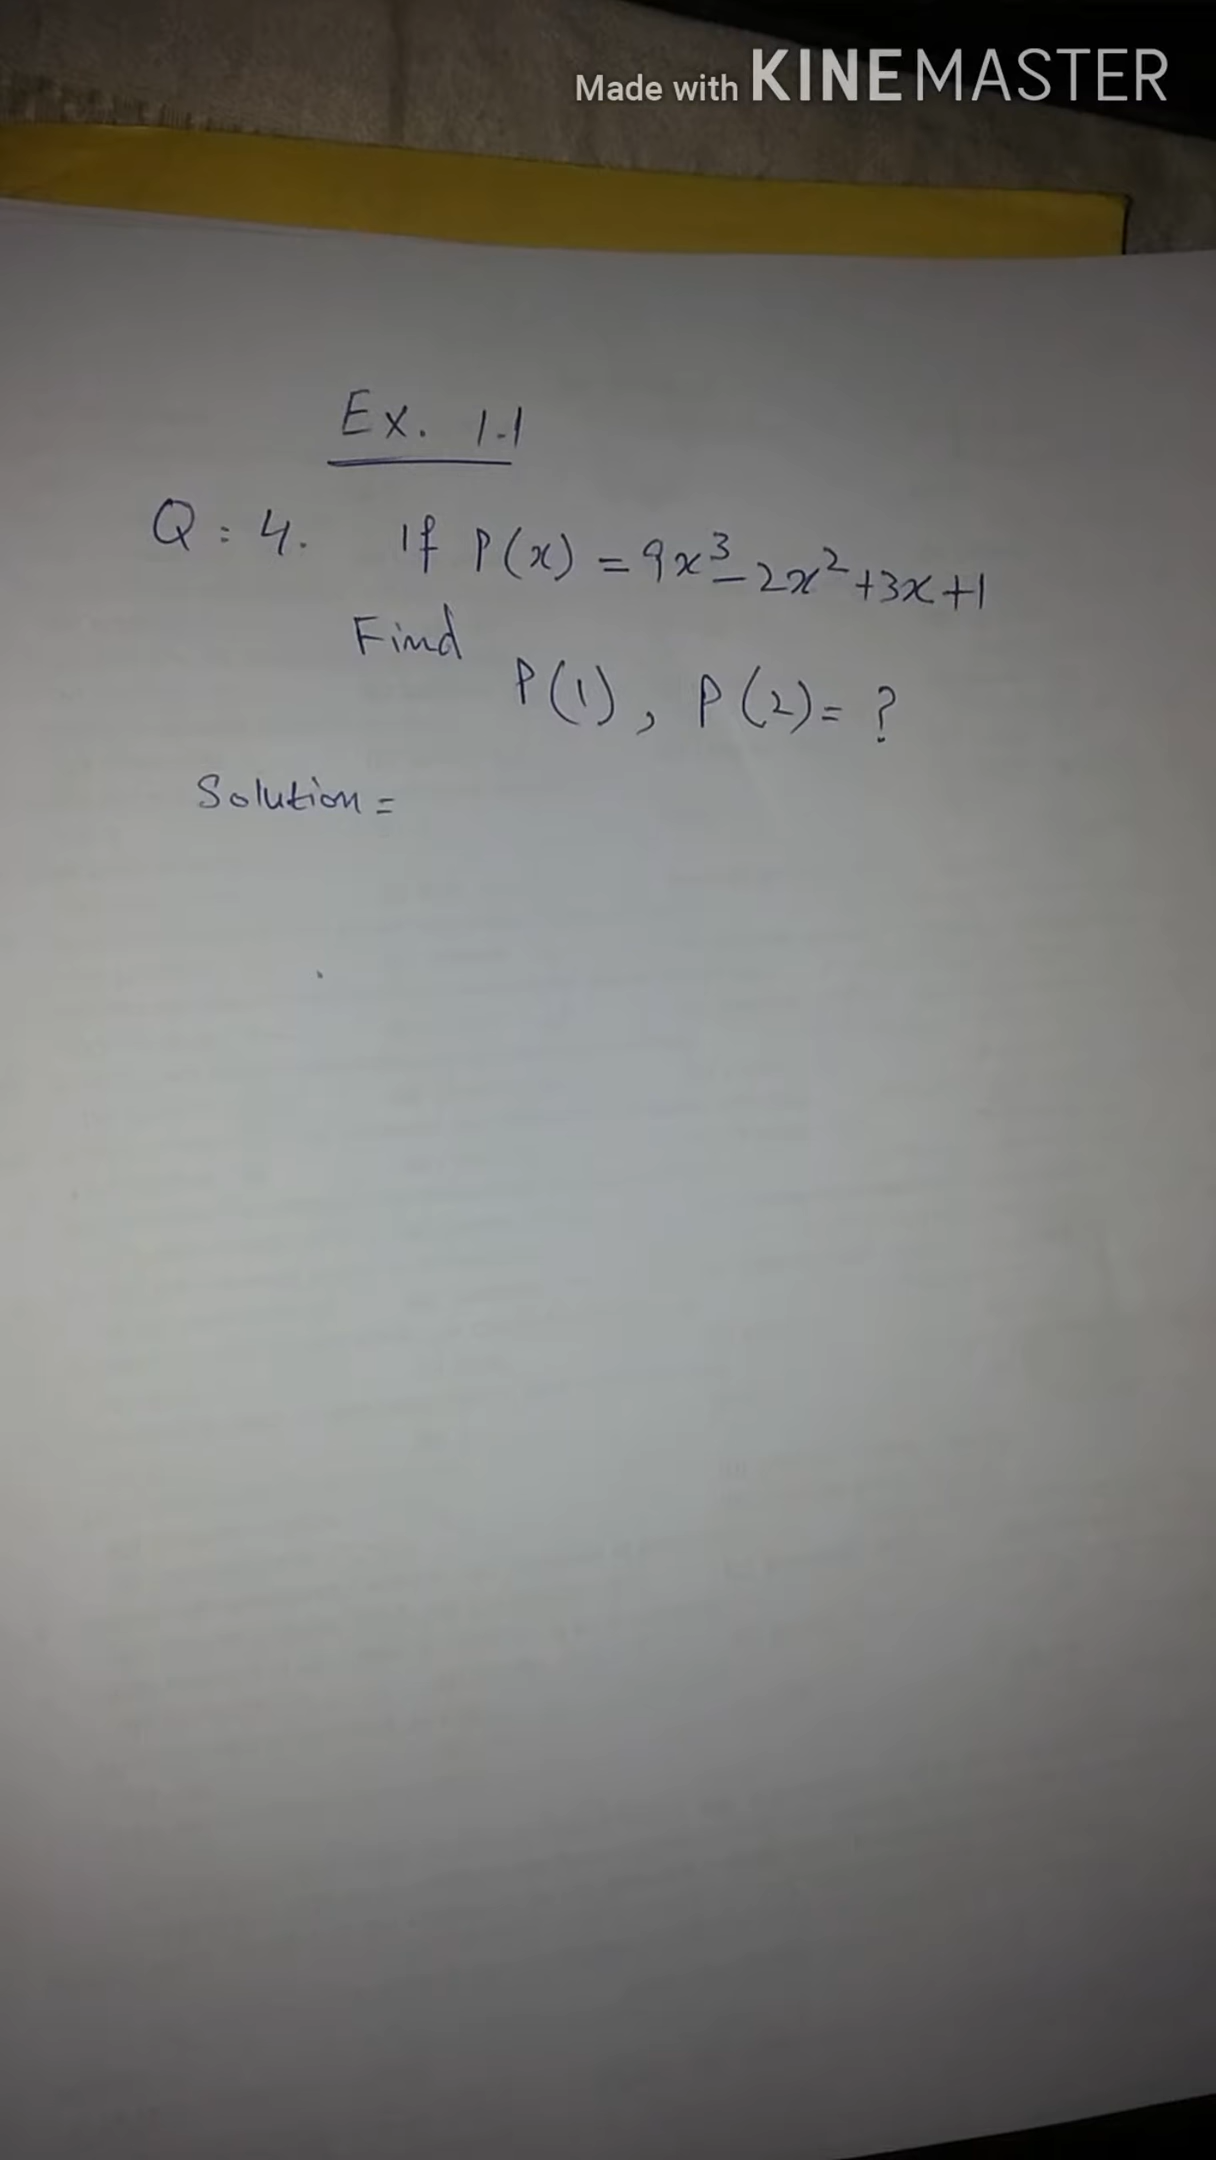 Made with KINEMASTER
Ex. 1.1
Q: 4. If P(x) = 9x³-2x²+3x+1
Find
P(1), P(2)= ?
Solution =